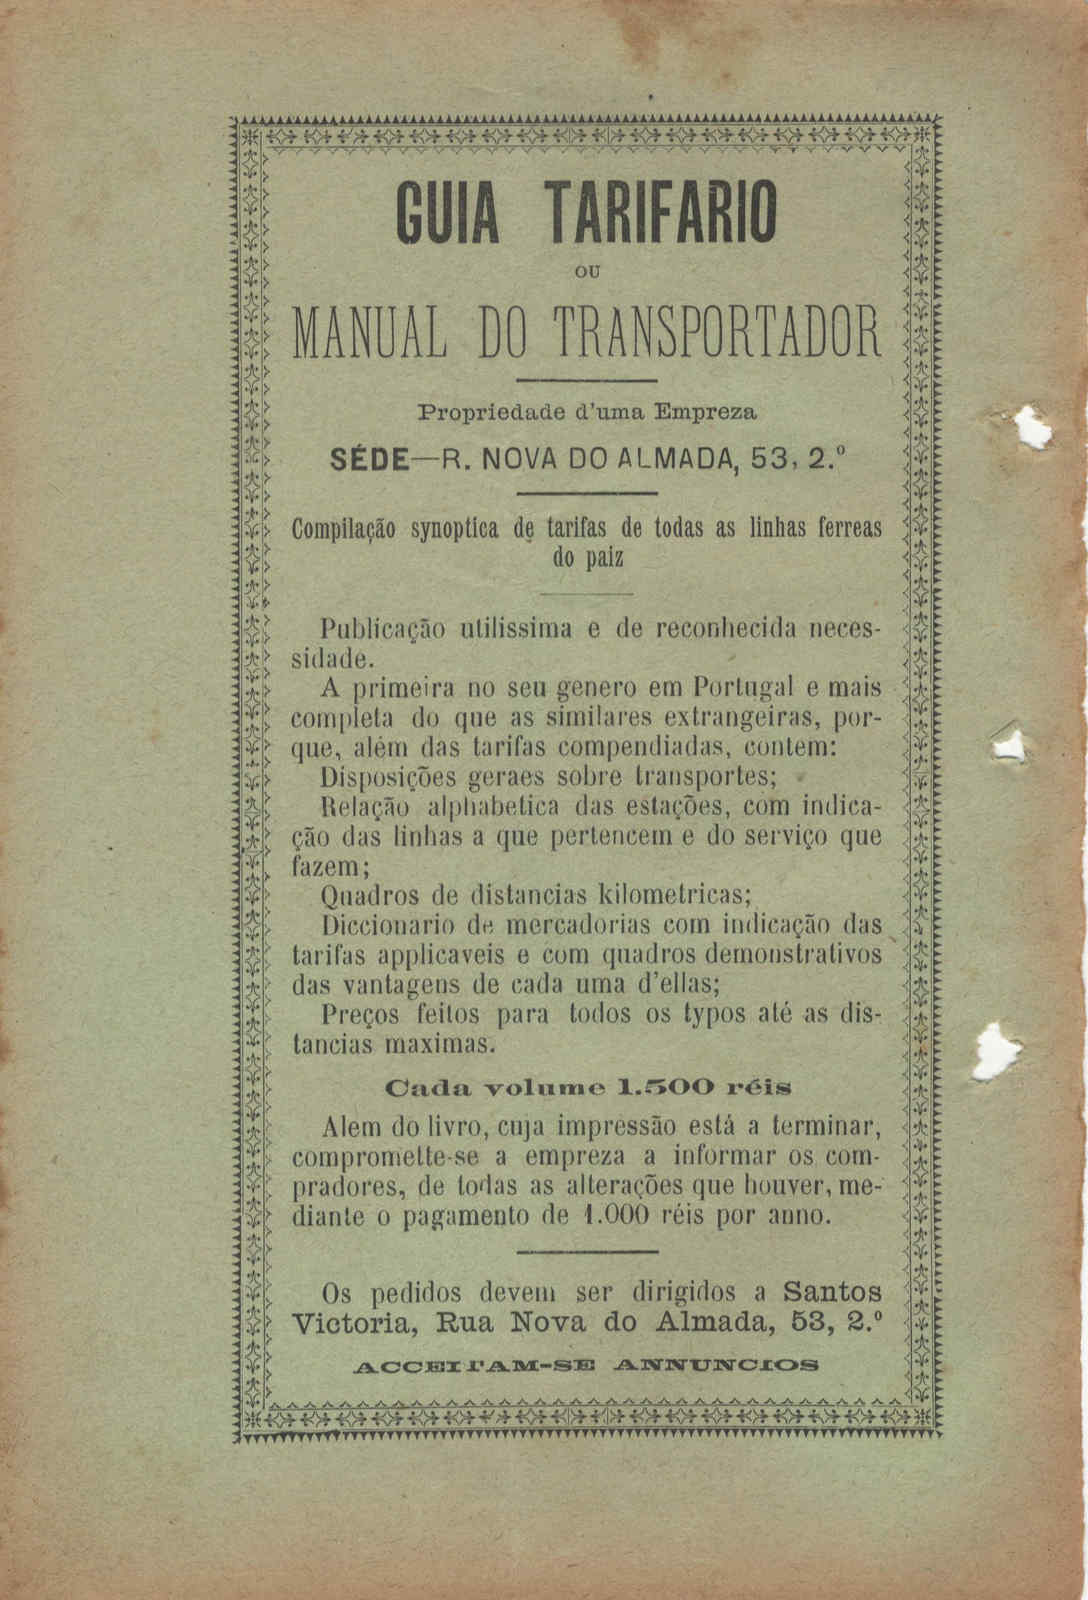 GUIA TARIFARIO
OU
MANUAL DO TRANSPORTADOR
Propriedade d'uma Empreza
SÉDE—R. NOVA DO ALMADA, 53, 2.º
Compilação synoptica de tarifas de todas as linhas ferreas
do paiz
Publicação utilissima e de reconhecida neces-
sidade.
A primeira no seu genero em Portugal e mais
completa do que as similares extrangeiras, por-
que, além das tarifas compendiadas, contem:
Disposições geraes sobre transportes;
Relação alphabetica das estações, com indica-
ção das linhas a que pertencem e do serviço que
fazem;
Quadros de distancias kilometricas;
Diccionario de mercadorias com indicação das
tarifas applicaveis e com quadros demonstrativos
das vantagens de cada uma d'ellas;
Preços feitos para todos os typos até as dis-
tancias maximas.
Cada volume 1.500 réis
Alem do livro, cuja impressão está a terminar,
compromette-se a empreza a informar os com-
pradores, de todas as alterações que houver, me-
diante o pagamento de 1.000 réis por anno.
Os pedidos devem ser dirigidos a Santos
Victoria, Rua Nova do Almada, 53, 2.º
ACCEITAM-SE ANNUNCIOS